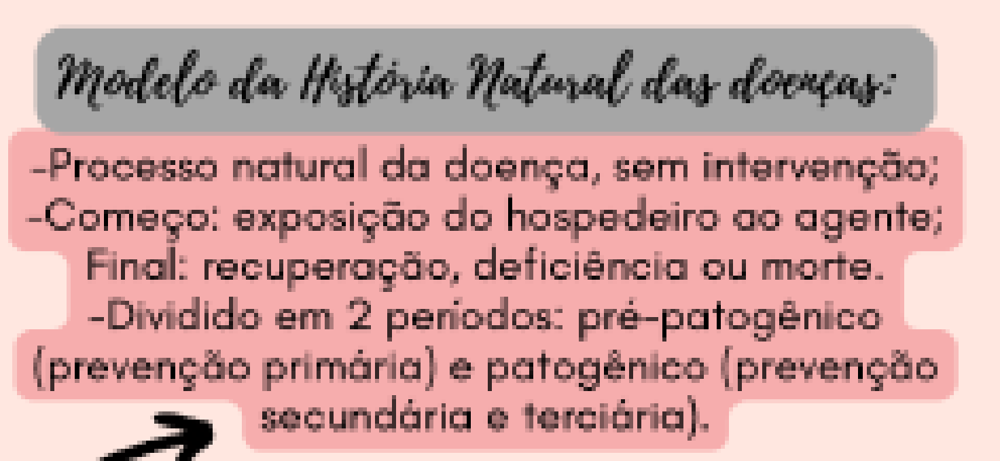 Modelo da História Natural das doenças:
-Processo natural da doença, sem intervenção;
-Começo: exposição do hospedeiro ao agente;
Final: recuperação, deficiência ou morte.
-Dividido em 2 períodos: pré-patogênico
(prevenção primária) e patogênico (prevenção
secundária e terciária).